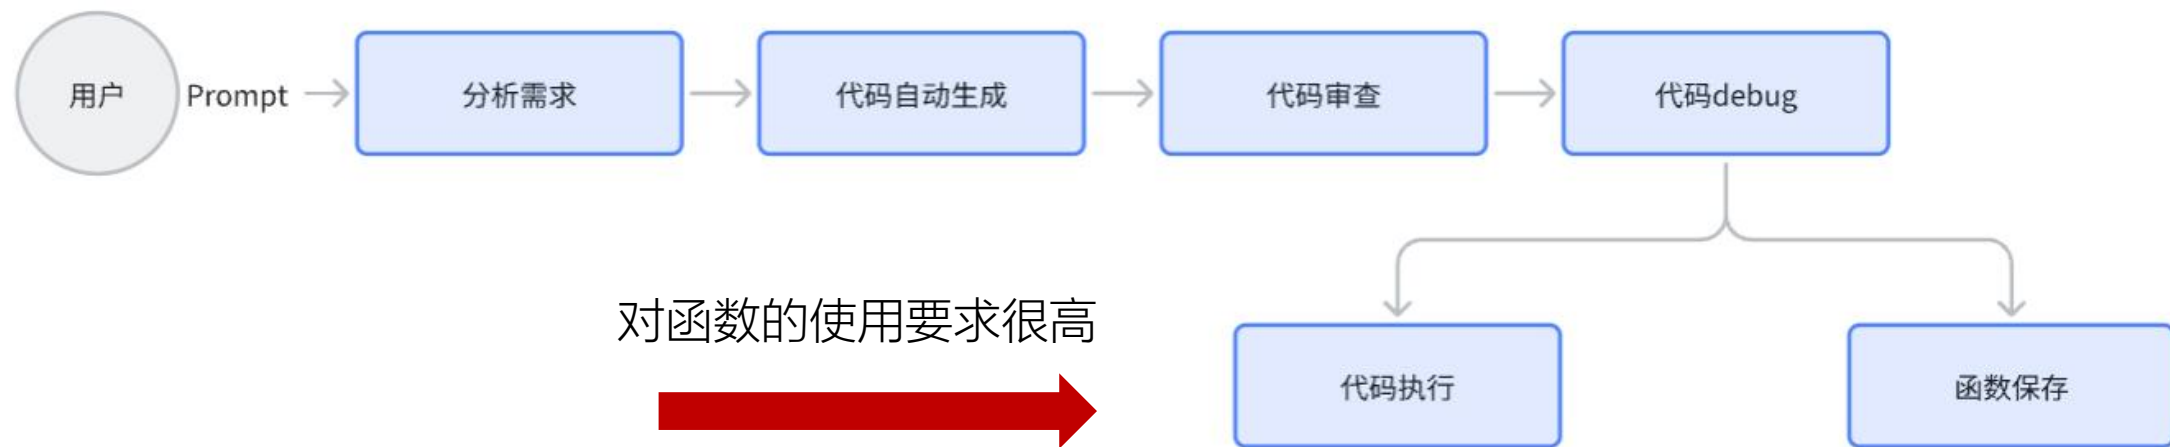 用户
Prompt
分析需求
代码自动生成
代码审查
代码debug
对函数的使用要求很高
代码执行
函数保存